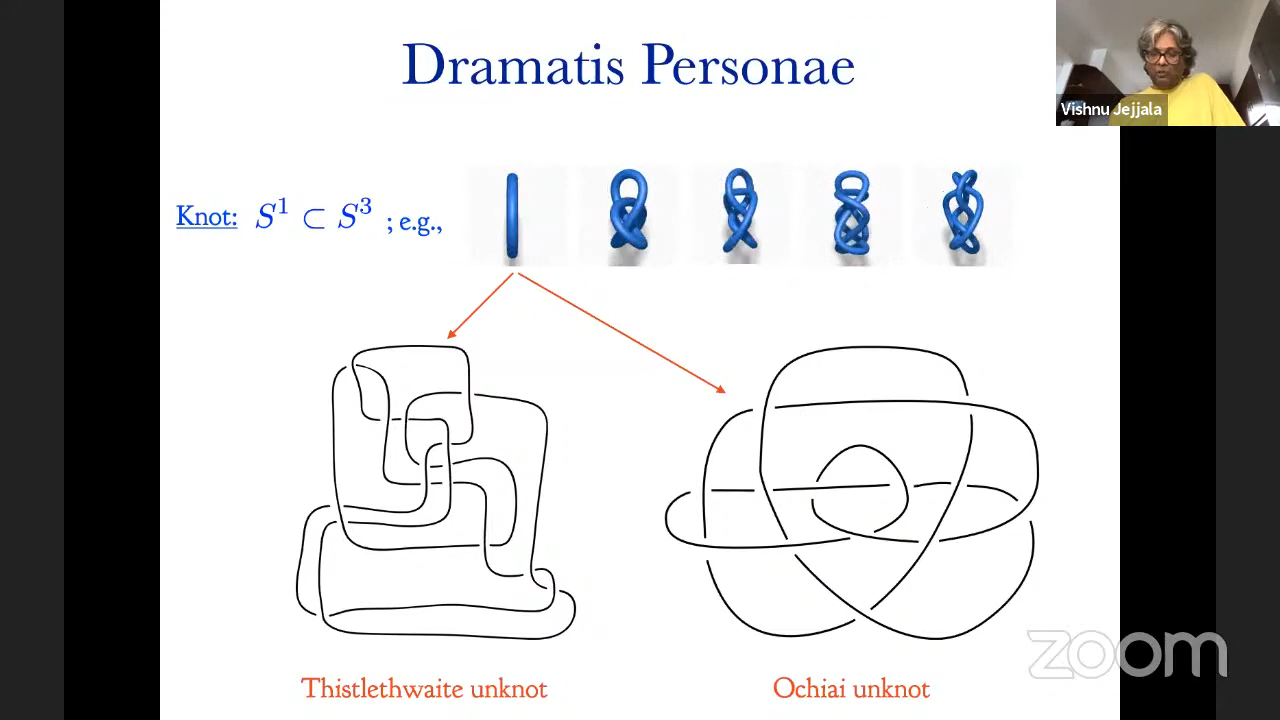 Dramatis Personae
Vishnu Jejjala
Knot: S¹ ⊂ S³ ; e.g.,
zoom
Thistlethwaite unknot
Ochiai unknot